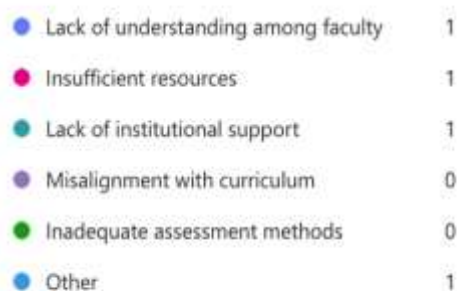 Lack of understanding among faculty 1
Insufficient resources 1
Lack of institutional support 1
Misalignment with curriculum 0
Inadequate assessment methods 0
Other 1